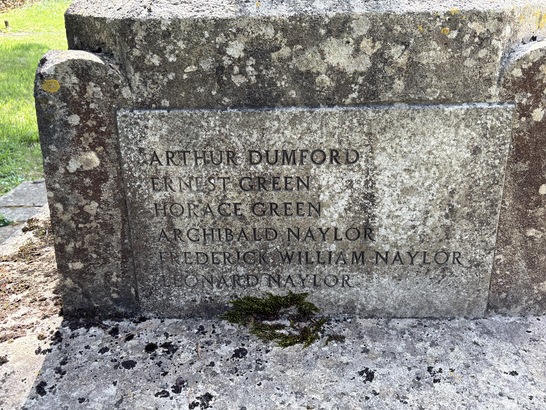 ARTHUR DUMFORD
ERNEST GREEN
HORACE GREEN
ARCHIBALD NAYLOR
FREDERICK WILLIAM NAYLOR
LEONARD NAYLOR